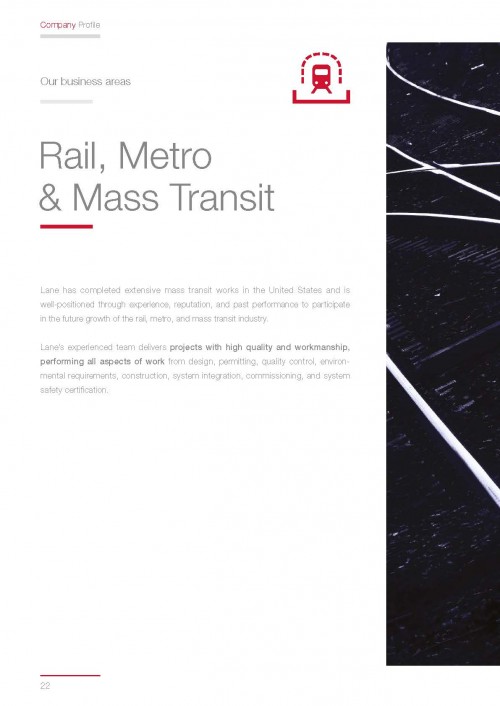 Company Profile
Our business areas
Rail, Metro
& Mass Transit
Lane has completed extensive mass transit works in the United States and is
well-positioned through experience, reputation, and past performance to participate
in the future growth of the rail, metro, and mass transit industry.
Lane's experienced team delivers projects with high quality and workmanship,
performing all aspects of work from design, permitting, quality control, environ-
mental requirements, construction, system integration, commissioning, and system
safety certification.
22